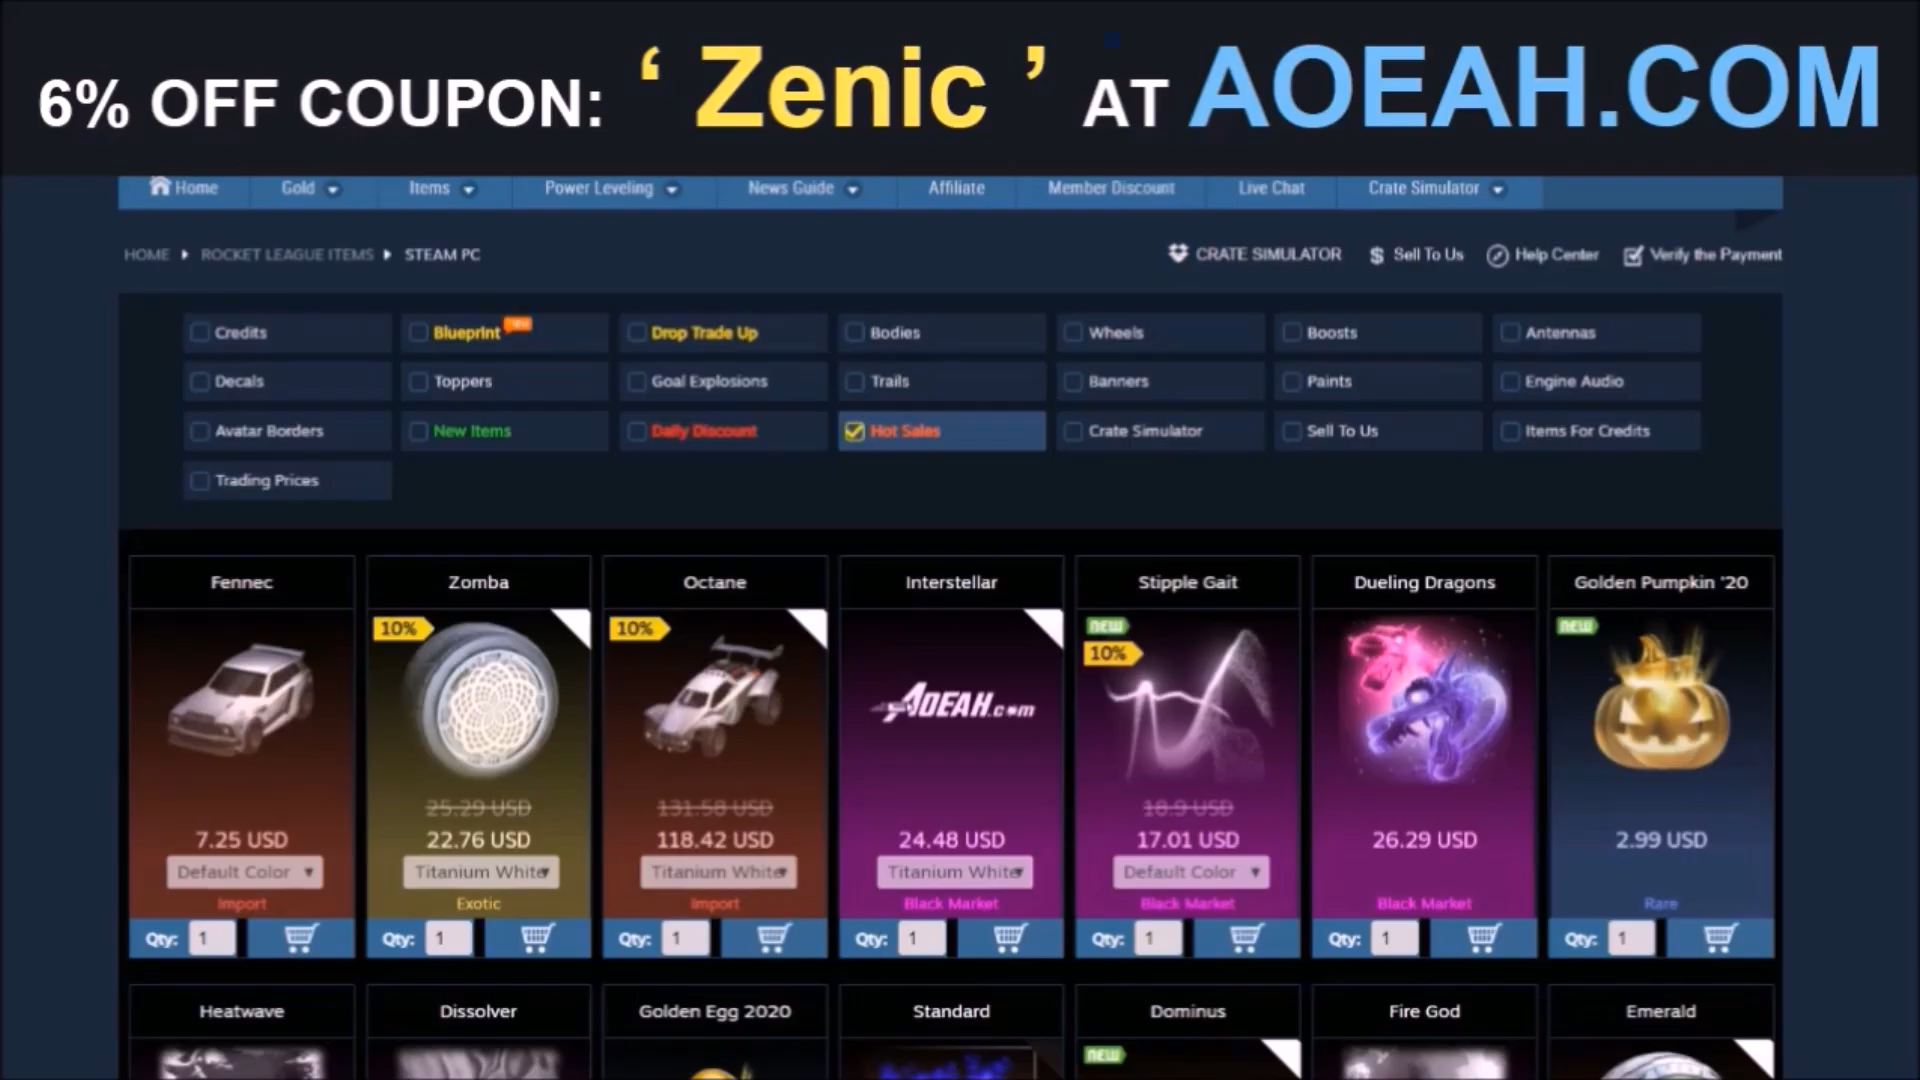 6% OFF COUPON: ‘ Zenic ’ AT AOEAH.COM
Home Gold Items Power Leveling News Guide Affiliate Member Discount Live Chat Crate Simulator
HOME ROCKET LEAGUE ITEMS STEAM PC CRATE SIMULATOR $ Sell To Us Help Center Verify the Payment
Credits Blueprint Drop Trade Up Bodies Wheels Boosts Antennas
Decals Toppers Goal Explosions Trails Banners Paints Engine Audio
Avatar Borders New Items Daily Discount Hot Sales Crate Simulator Sell To Us Items For Credits
Trading Prices
Fennec Zomba Octane Interstellar Stipple Gait Dueling Dragons Golden Pumpkin '20
10% 10% new new
10%
AOEAH.com
25.29 USD 131.58 USD 18.9 USD
7.25 USD 22.76 USD 118.42 USD 24.48 USD 17.01 USD 26.29 USD 2.99 USD
Default Color Titanium White Titanium White Titanium White Default Color
Import Exotic Import Black Market Black Market Black Market Rare
Qty: 1 Qty: 1 Qty: 1 Qty: 1 Qty: 1 Qty: 1 Qty: 1
Heatwave Dissolver Golden Egg 2020 Standard Dominus Fire God Emerald
new